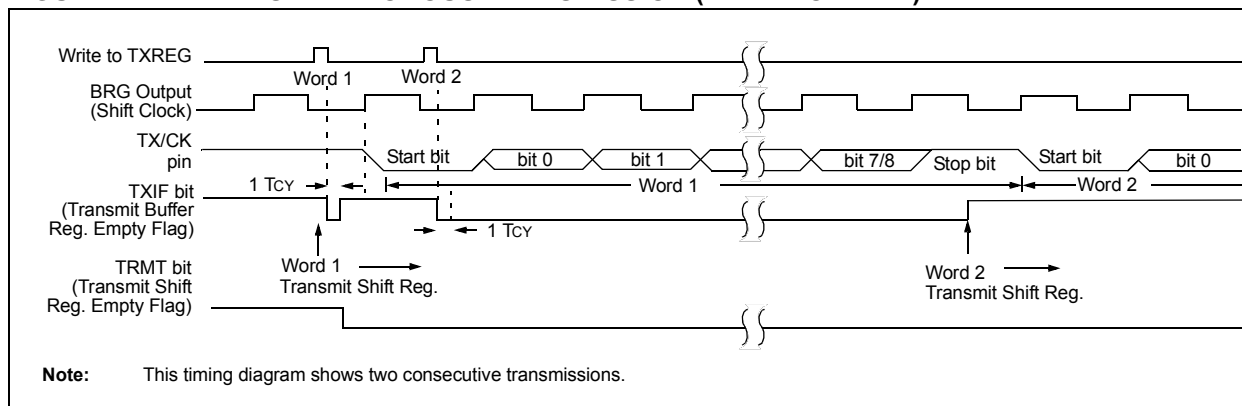 Write to TXREG
Word 1
Word 2
BRG Output
(Shift Clock)
TX/CK
pin
Start bit
bit 0
bit 1
bit 7/8
Stop bit
Start bit
bit 0
Word 1
Word 2
1 TCY
TXIF bit
(Transmit Buffer
Reg. Empty Flag)
1 TCY
Word 1
Transmit Shift Reg.
Word 2
Transmit Shift Reg.
TRMT bit
(Transmit Shift
Reg. Empty Flag)
Note: This timing diagram shows two consecutive transmissions.